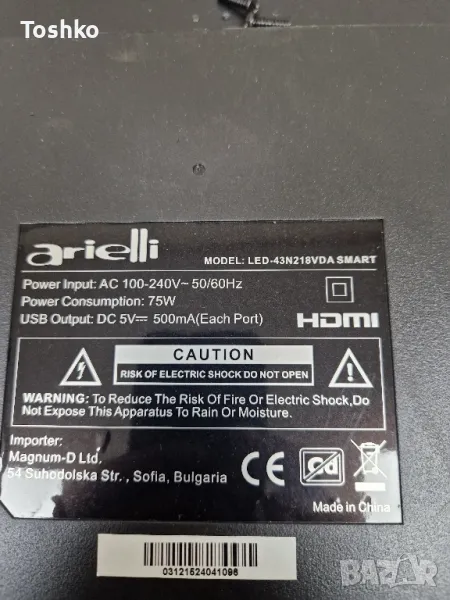 Toshko
arielli
MODEL: LED-43N218VDA SMART
Power Input: AC 100-240V~ 50/60Hz
Power Consumption: 75W
USB Output: DC 5V⎓ 500mA(Each Port)
HDMI
CAUTION
RISK OF ELECTRIC SHOCK DO NOT OPEN
WARNING: To Reduce The Risk Of Fire Or Electric Shock,Do
Not Expose This Apparatus To Rain Or Moisture.
Importer:
Magnum-D Ltd.
54 Suhodolska Str., Sofia, Bulgaria
CE
Cd
Made in China
03121524041096
BAZAR